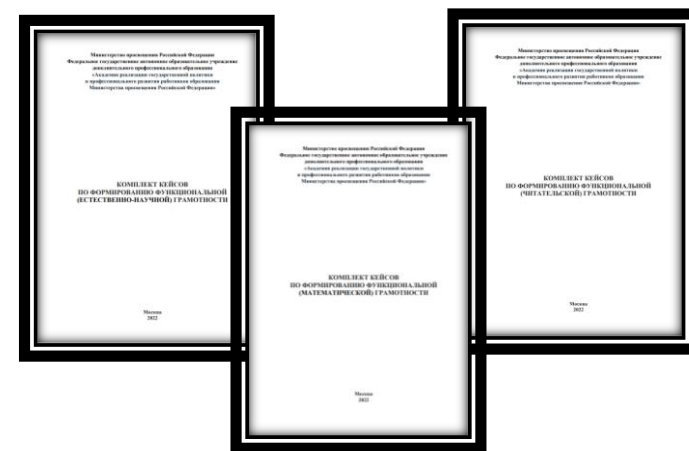 Министерство просвещения Российской Федерации
Федеральное государственное автономное образовательное учреждение
дополнительного профессионального образования
«Академия реализации государственной политики
и профессионального развития работников образования
Министерства просвещения Российской Федерации»
КОМПЛЕКТ КЕЙСОВ
ПО ФОРМИРОВАНИЮ ФУНКЦИОНАЛЬНОЙ
(ЕСТЕСТВЕННО-НАУЧНОЙ) ГРАМОТНОСТИ
Москва
2022
Министерство просвещения Российской Федерации
Федеральное государственное автономное образовательное учреждение
дополнительного профессионального образования
«Академия реализации государственной политики
и профессионального развития работников образования
Министерства просвещения Российской Федерации»
КОМПЛЕКТ КЕЙСОВ
ПО ФОРМИРОВАНИЮ ФУНКЦИОНАЛЬНОЙ
(МАТЕМАТИЧЕСКОЙ) ГРАМОТНОСТИ
Москва
2022
Министерство просвещения Российской Федерации
Федеральное государственное автономное образовательное учреждение
дополнительного профессионального образования
«Академия реализации государственной политики
и профессионального развития работников образования
Министерства просвещения Российской Федерации»
КОМПЛЕКТ КЕЙСОВ
ПО ФОРМИРОВАНИЮ ФУНКЦИОНАЛЬНОЙ
(ЧИТАТЕЛЬСКОЙ) ГРАМОТНОСТИ
Москва
2022